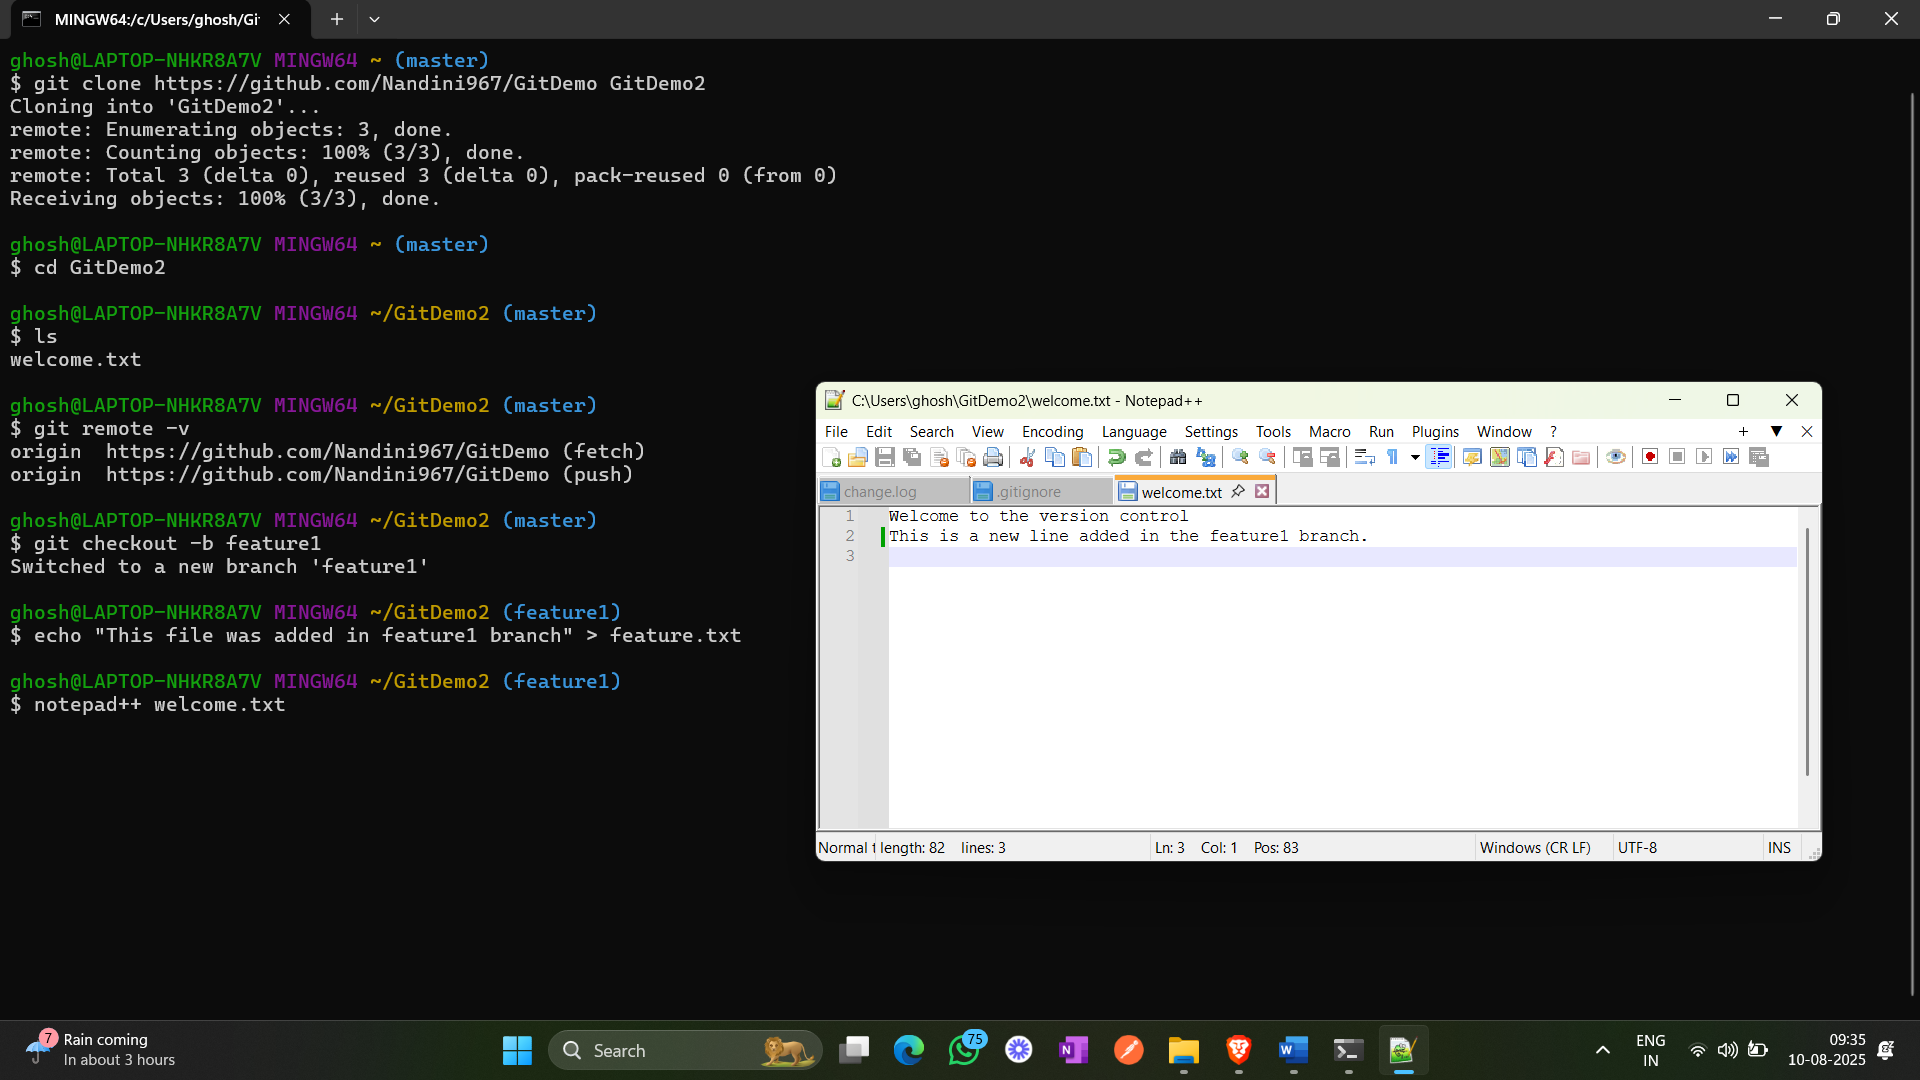 MINGW64:/c/Users/ghosh/Gi
ghosh@LAPTOP-NHKR8A7V MINGW64 ~ (master)
$ git clone https://github.com/Nandini967/GitDemo GitDemo2
Cloning into 'GitDemo2'...
remote: Enumerating objects: 3, done.
remote: Counting objects: 100% (3/3), done.
remote: Total 3 (delta 0), reused 3 (delta 0), pack-reused 0 (from 0)
Receiving objects: 100% (3/3), done.
ghosh@LAPTOP-NHKR8A7V MINGW64 ~ (master)
$ cd GitDemo2
ghosh@LAPTOP-NHKR8A7V MINGW64 ~/GitDemo2 (master)
$ ls
welcome.txt
ghosh@LAPTOP-NHKR8A7V MINGW64 ~/GitDemo2 (master)
$ git remote -v
origin  https://github.com/Nandini967/GitDemo (fetch)
origin  https://github.com/Nandini967/GitDemo (push)
ghosh@LAPTOP-NHKR8A7V MINGW64 ~/GitDemo2 (master)
$ git checkout -b feature1
Switched to a new branch 'feature1'
ghosh@LAPTOP-NHKR8A7V MINGW64 ~/GitDemo2 (feature1)
$ echo "This file was added in feature1 branch" > feature.txt
ghosh@LAPTOP-NHKR8A7V MINGW64 ~/GitDemo2 (feature1)
$ notepad++ welcome.txt
C:\Users\ghosh\GitDemo2\welcome.txt - Notepad++
File Edit Search View Encoding Language Settings Tools Macro Run Plugins Window ?
change.log .gitignore welcome.txt
1 Welcome to the version control
2 This is a new line added in the feature1 branch.
3
Normal t length: 82 lines: 3 Ln: 3 Col: 1 Pos: 83 Windows (CR LF) UTF-8 INS
7 Rain coming
In about 3 hours
Search
75
ENG
IN
09:35
10-08-2025